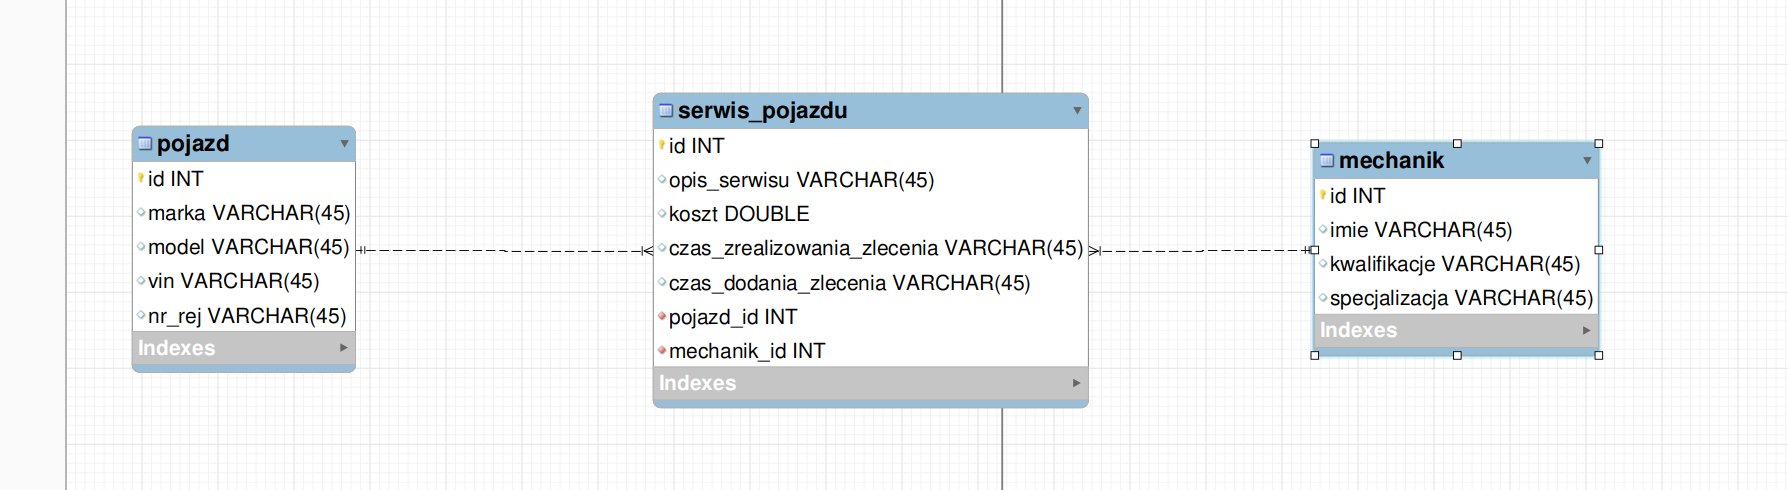 pojazd
id INT
marka VARCHAR(45)
model VARCHAR(45)
vin VARCHAR(45)
nr_rej VARCHAR(45)
Indexes
serwis_pojazdu
id INT
opis_serwisu VARCHAR(45)
koszt DOUBLE
czas_zrealizowania_zlecenia VARCHAR(45)
czas_dodania_zlecenia VARCHAR(45)
pojazd_id INT
mechanik_id INT
Indexes
mechanik
id INT
imie VARCHAR(45)
kwalifikacje VARCHAR(45)
specjalizacja VARCHAR(45)
Indexes